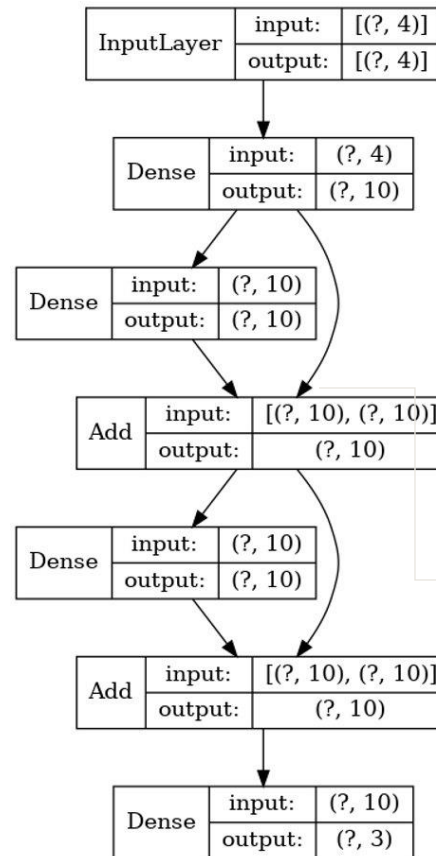 InputLayer input: [(?, 4)]
output: [(?, 4)]
Dense input: (?, 4)
output: (?, 10)
Dense input: (?, 10)
output: (?, 10)
Add input: [(?, 10), (?, 10)]
output: (?, 10)
Dense input: (?, 10)
output: (?, 10)
Add input: [(?, 10), (?, 10)]
output: (?, 10)
Dense input: (?, 10)
output: (?, 3)